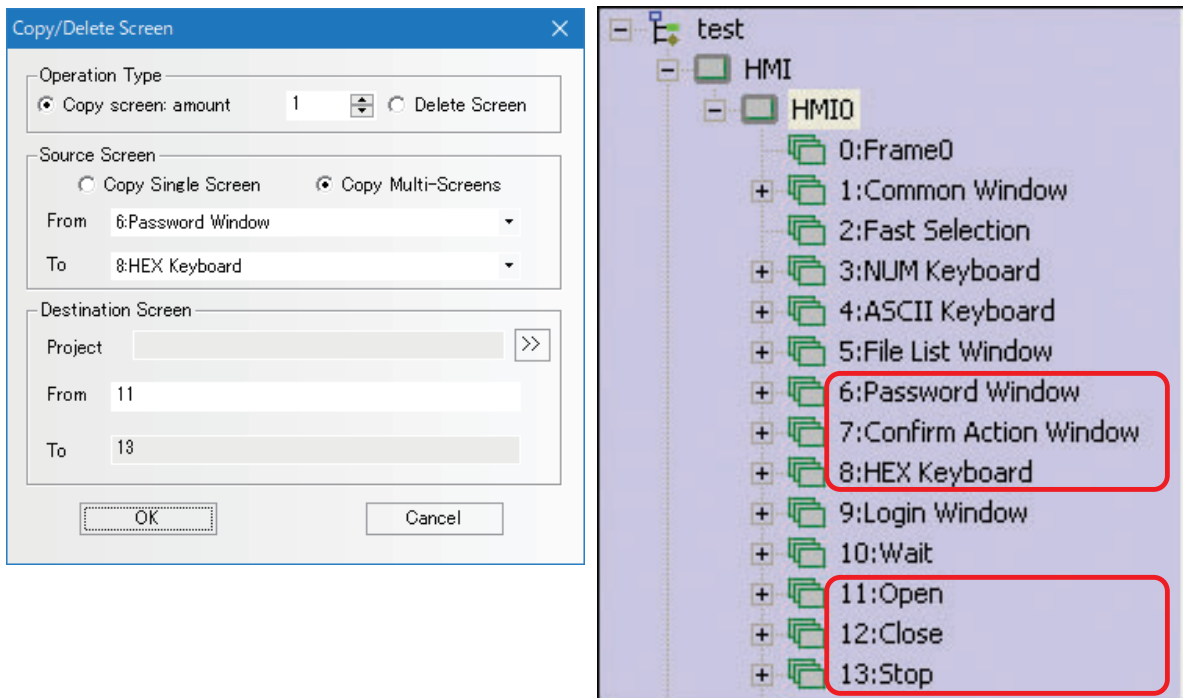 Copy/Delete Screen
Operation Type
Copy screen: amount 1 Delete Screen
Source Screen
Copy Single Screen Copy Multi-Screens
From 6:Password Window
To 8:HEX Keyboard
Destination Screen
Project >>
From 11
To 13
OK Cancel
test
HMI
HMI0
0:Frame0
1:Common Window
2:Fast Selection
3:NUM Keyboard
4:ASCII Keyboard
5:File List Window
6:Password Window
7:Confirm Action Window
8:HEX Keyboard
9:Login Window
10:Wait
11:Open
12:Close
13:Stop